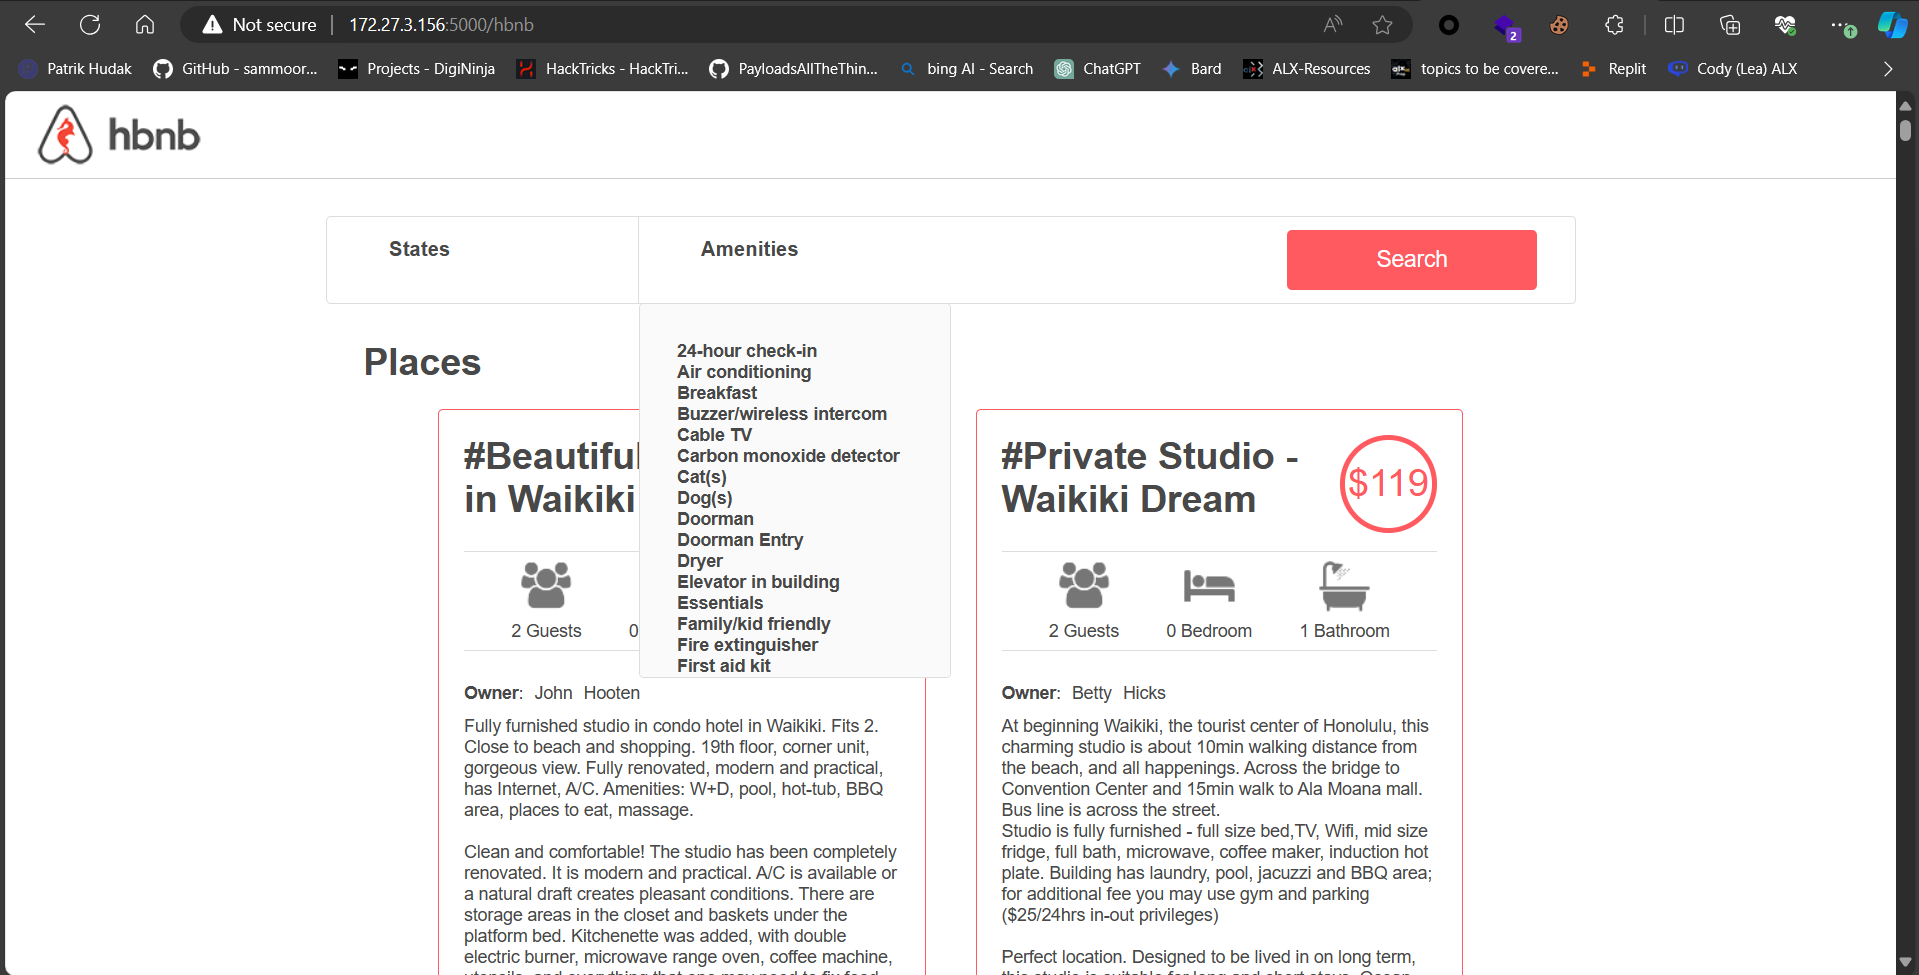 Not secure
172.27.3.156:5000/hbnb
2
Patrik Hudak
GitHub - sammoor...
Projects - DigiNinja
HackTricks - HackTri...
PayloadsAllTheThin...
bing AI - Search
ChatGPT
Bard
ALX-Resources
topics to be covere...
Replit
Cody (Lea) ALX
hbnb
States
Amenities
Search
24-hour check-in
Air conditioning
Breakfast
Buzzer/wireless intercom
Cable TV
Carbon monoxide detector
Cat(s)
Dog(s)
Doorman
Doorman Entry
Dryer
Elevator in building
Essentials
Family/kid friendly
Fire extinguisher
First aid kit
Places
#Beautiful
in Waikiki
2 Guests
0
Owner: John Hooten
Fully furnished studio in condo hotel in Waikiki. Fits 2.
Close to beach and shopping. 19th floor, corner unit,
gorgeous view. Fully renovated, modern and practical,
has Internet, A/C. Amenities: W+D, pool, hot-tub, BBQ
area, places to eat, massage.
Clean and comfortable! The studio has been completely
renovated. It is modern and practical. A/C is available or
a natural draft creates pleasant conditions. There are
storage areas in the closet and baskets under the
platform bed. Kitchenette was added, with double
electric burner, microwave range oven, coffee machine,
#Private Studio -
Waikiki Dream
$119
2 Guests
0 Bedroom
1 Bathroom
Owner: Betty Hicks
At beginning Waikiki, the tourist center of Honolulu, this
charming studio is about 10min walking distance from
the beach, and all happenings. Across the bridge to
Convention Center and 15min walk to Ala Moana mall.
Bus line is across the street.
Studio is fully furnished - full size bed,TV, Wifi, mid size
fridge, full bath, microwave, coffee maker, induction hot
plate. Building has laundry, pool, jacuzzi and BBQ area;
for additional fee you may use gym and parking
($25/24hrs in-out privileges)
Perfect location. Designed to be lived in on long term,